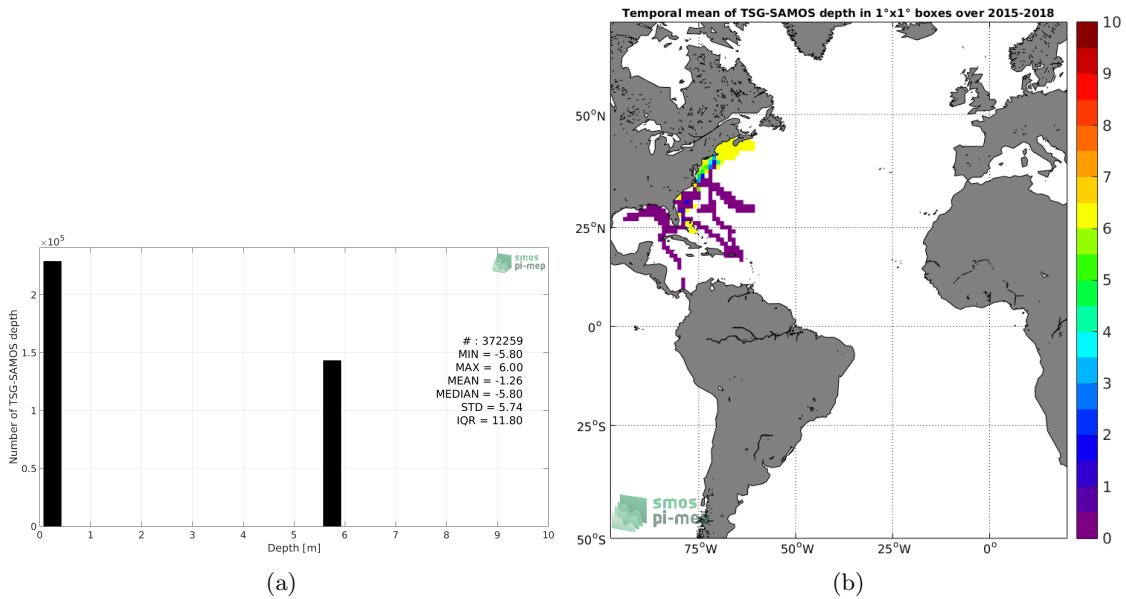 ×10⁵
2
1.5
1
0.5
0
Number of TSG-SAMOS depth
smos
pi-mep
# : 372259
MIN = -5.80
MAX = 6.00
MEAN = -1.26
MEDIAN = -5.80
STD = 5.74
IQR = 11.80
0 1 2 3 4 5 6 7 8 9 10
Depth [m]
(a)
Temporal mean of TSG-SAMOS depth in 1°x1° boxes over 2015-2018
50°N
25°N
0°
25°S
50°S
75°W 50°W 25°W 0°
smos
pi-mep
10
9
8
7
6
5
4
3
2
1
0
(b)